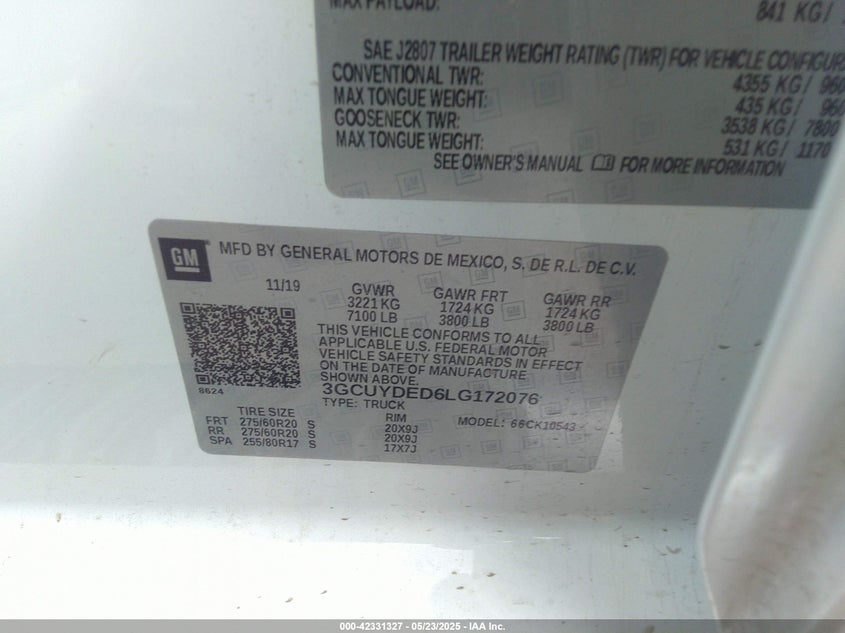 MAX PAYLOAD:
841 KG/
SAE J2807 TRAILER WEIGHT RATING (TWR) FOR VEHICLE CONFIGURA
CONVENTIONAL TWR: 4355 KG/ 960
MAX TONGUE WEIGHT: 435 KG/ 960
GOOSENECK TWR: 3538 KG/ 7800
MAX TONGUE WEIGHT: 531 KG/ 1170
SEE OWNER'S MANUAL FOR MORE INFORMATION
GM
MFD BY GENERAL MOTORS DE MEXICO, S. DE R.L. DE C.V.
11/19
GVWR GAWR FRT GAWR RR
3221 KG 1724 KG 1724 KG
7100 LB 3800 LB 3800 LB
THIS VEHICLE CONFORMS TO ALL
APPLICABLE U.S. FEDERAL MOTOR
VEHICLE SAFETY STANDARDS IN EFFECT
ON THE DATE OF MANUFACTURE
SHOWN ABOVE.
8624
3GCUYDED6LG172076
TYPE: TRUCK
MODEL: 66CK10543
TIRE SIZE RIM
FRT 275/60R20 S 20X9J
RR 275/60R20 S 20X9J
SPA 255/80R17 S 17X7J
000-42331327 - 05/23/2025 - IAA Inc.